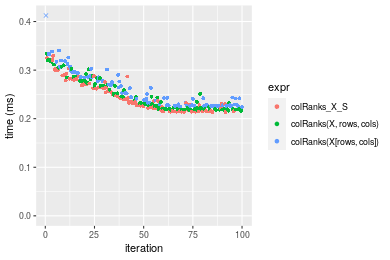 0.4
0.3
0.2
0.1
0.0
time (ms)
0
25
50
75
100
iteration
expr
colRanks_X_S
colRanks(X, rows, cols)
colRanks(X[rows, cols])